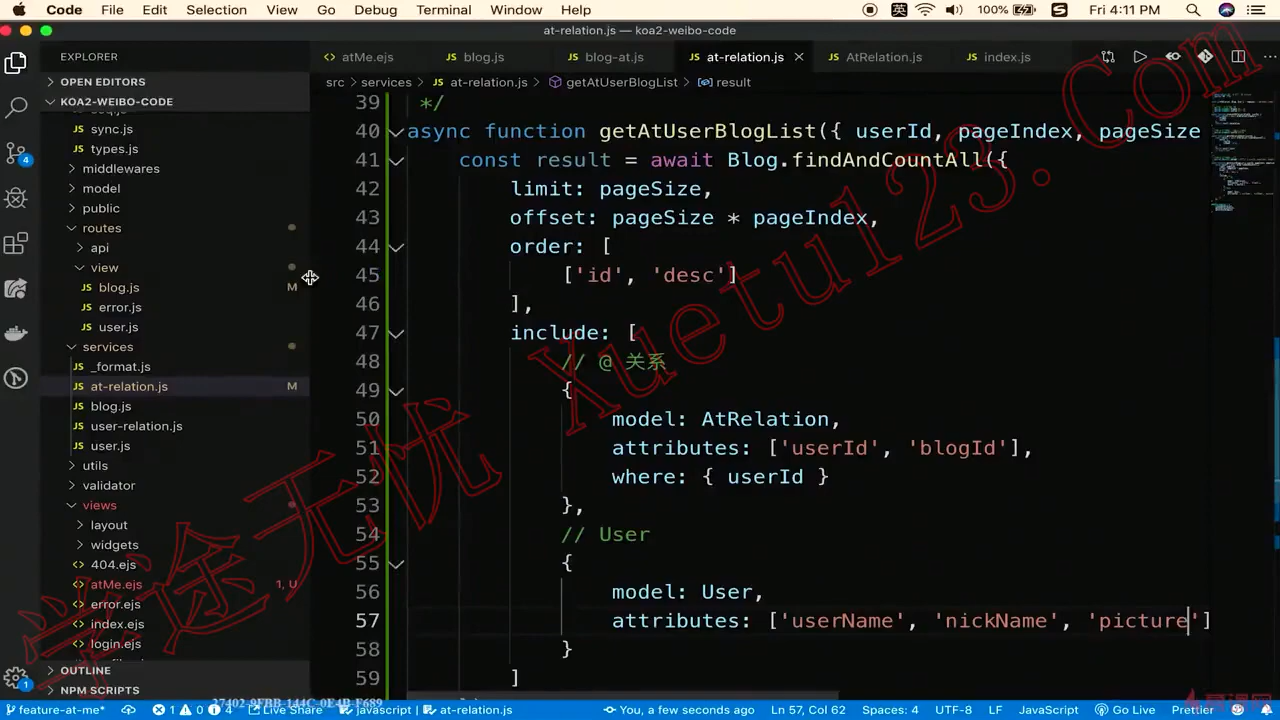 Code File Edit Selection View Go Debug Terminal Window Help 英 100% Fri 4:11 PM
at-relation.js — koa2-weibo-code
EXPLORER
OPEN EDITORS
KOA2-WEIBO-CODE
sync.js
types.js
middlewares
model
public
routes
api
view
blog.js M
error.js
user.js
services
_format.js
at-relation.js M
blog.js
user-relation.js
user.js
utils
validator
views
layout
widgets
404.ejs
atMe.ejs 1, U
error.ejs
index.ejs
login.ejs
OUTLINE
NPM SCRIPTS
4
1
atMe.ejs blog.js blog-at.js at-relation.js AtRelation.js index.js
src services at-relation.js getAtUserBlogList result
39 */
40 async function getAtUserBlogList({ userId, pageIndex, pageSize
41 const result = await Blog.findAndCountAll({
42 limit: pageSize,
43 offset: pageSize * pageIndex,
44 order: [
45 ['id', 'desc']
46 ],
47 include: [
48 // @ 关系
49 {
50 model: AtRelation,
51 attributes: ['userId', 'blogId'],
52 where: { userId }
53 },
54 // User
55 {
56 model: User,
57 attributes: ['userName', 'nickName', 'picture']
58 }
59 ]
学途无忧 Xuetu123.Com
feature-at-me* 1 0 4 Live Share javascript | at-relation.js You, a few seconds ago Ln 57, Col 62 Spaces: 4 UTF-8 LF JavaScript Go Live Prettier